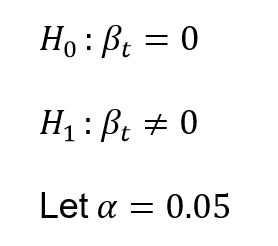 H₀ : βₜ = 0
H₁ : βₜ ≠ 0
Let α = 0.05